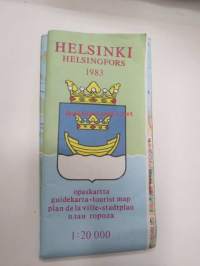 HELSINKI
HELSINGFORS
1983
opaskartta
guidekarta-tourist map
plan de la ville-stadtplan
план города
1:20 000